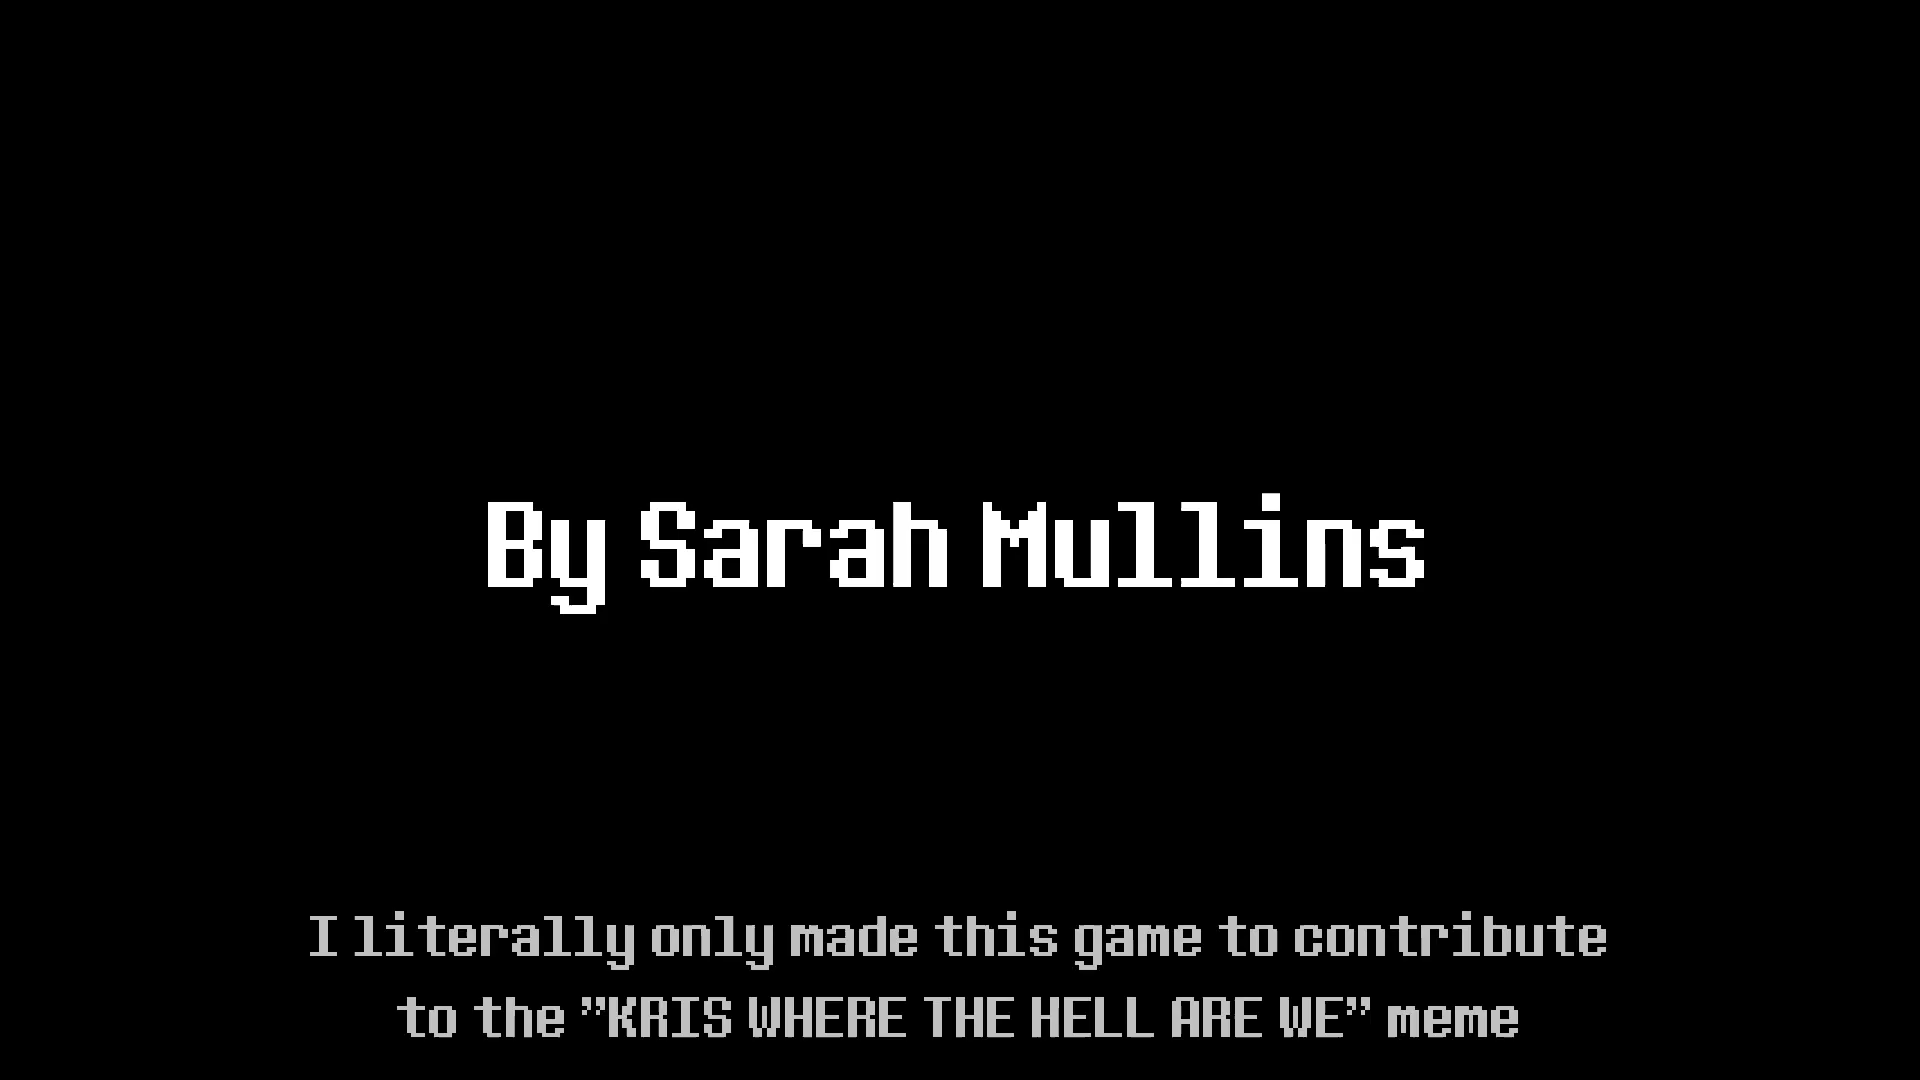 By Sarah Mullins
I literally only made this game to contribute
to the ”KRIS WHERE THE HELL ARE WE” meme